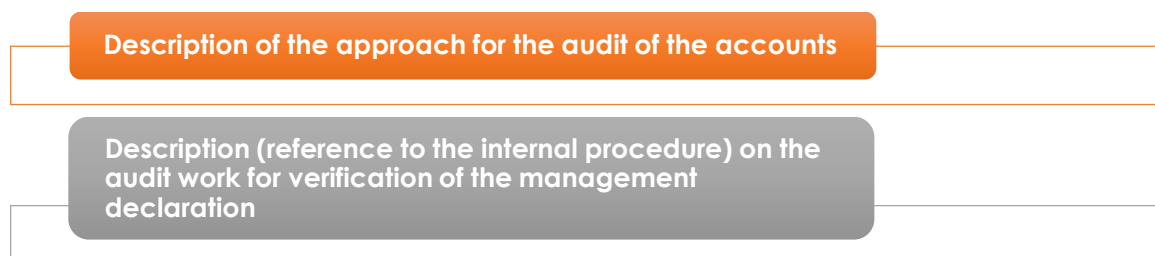 Description of the approach for the audit of the accounts
Description (reference to the internal procedure) on the
audit work for verification of the management
declaration